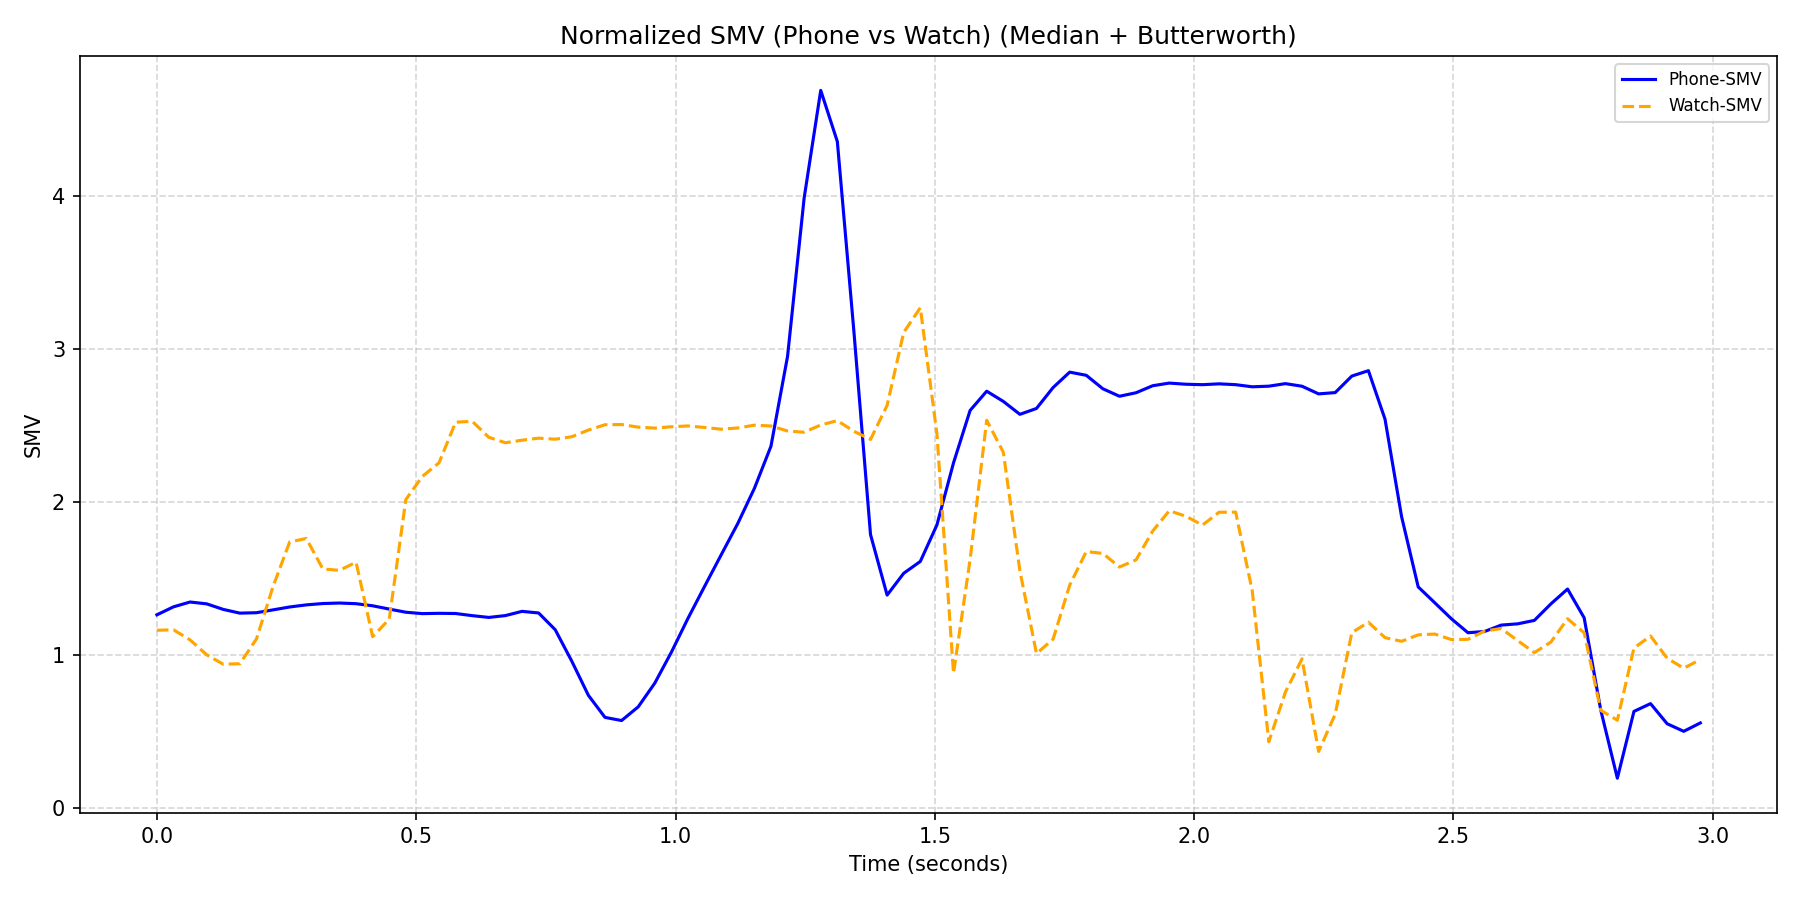 Normalized SMV (Phone vs Watch) (Median + Butterworth)
Phone-SMV
Watch-SMV
SMV
4
3
2
1
0
0.0 0.5 1.0 1.5 2.0 2.5 3.0
Time (seconds)